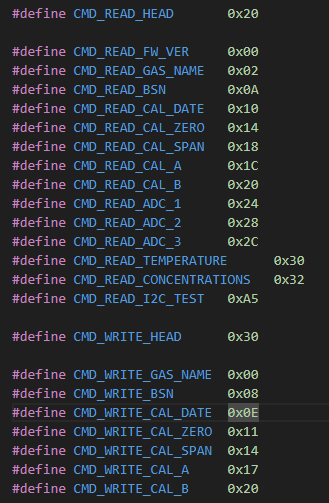 #define CMD_READ_HEAD 0x20
#define CMD_READ_FW_VER 0x00
#define CMD_READ_GAS_NAME 0x02
#define CMD_READ_BSN 0x0A
#define CMD_READ_CAL_DATE 0x10
#define CMD_READ_CAL_ZERO 0x14
#define CMD_READ_CAL_SPAN 0x18
#define CMD_READ_CAL_A 0x1C
#define CMD_READ_CAL_B 0x20
#define CMD_READ_ADC_1 0x24
#define CMD_READ_ADC_2 0x28
#define CMD_READ_ADC_3 0x2C
#define CMD_READ_TEMPERATURE 0x30
#define CMD_READ_CONCENTRATIONS 0x32
#define CMD_READ_I2C_TEST 0xA5
#define CMD_WRITE_HEAD 0x30
#define CMD_WRITE_GAS_NAME 0x00
#define CMD_WRITE_BSN 0x08
#define CMD_WRITE_CAL_DATE 0x0E
#define CMD_WRITE_CAL_ZERO 0x11
#define CMD_WRITE_CAL_SPAN 0x14
#define CMD_WRITE_CAL_A 0x17
#define CMD_WRITE_CAL_B 0x20